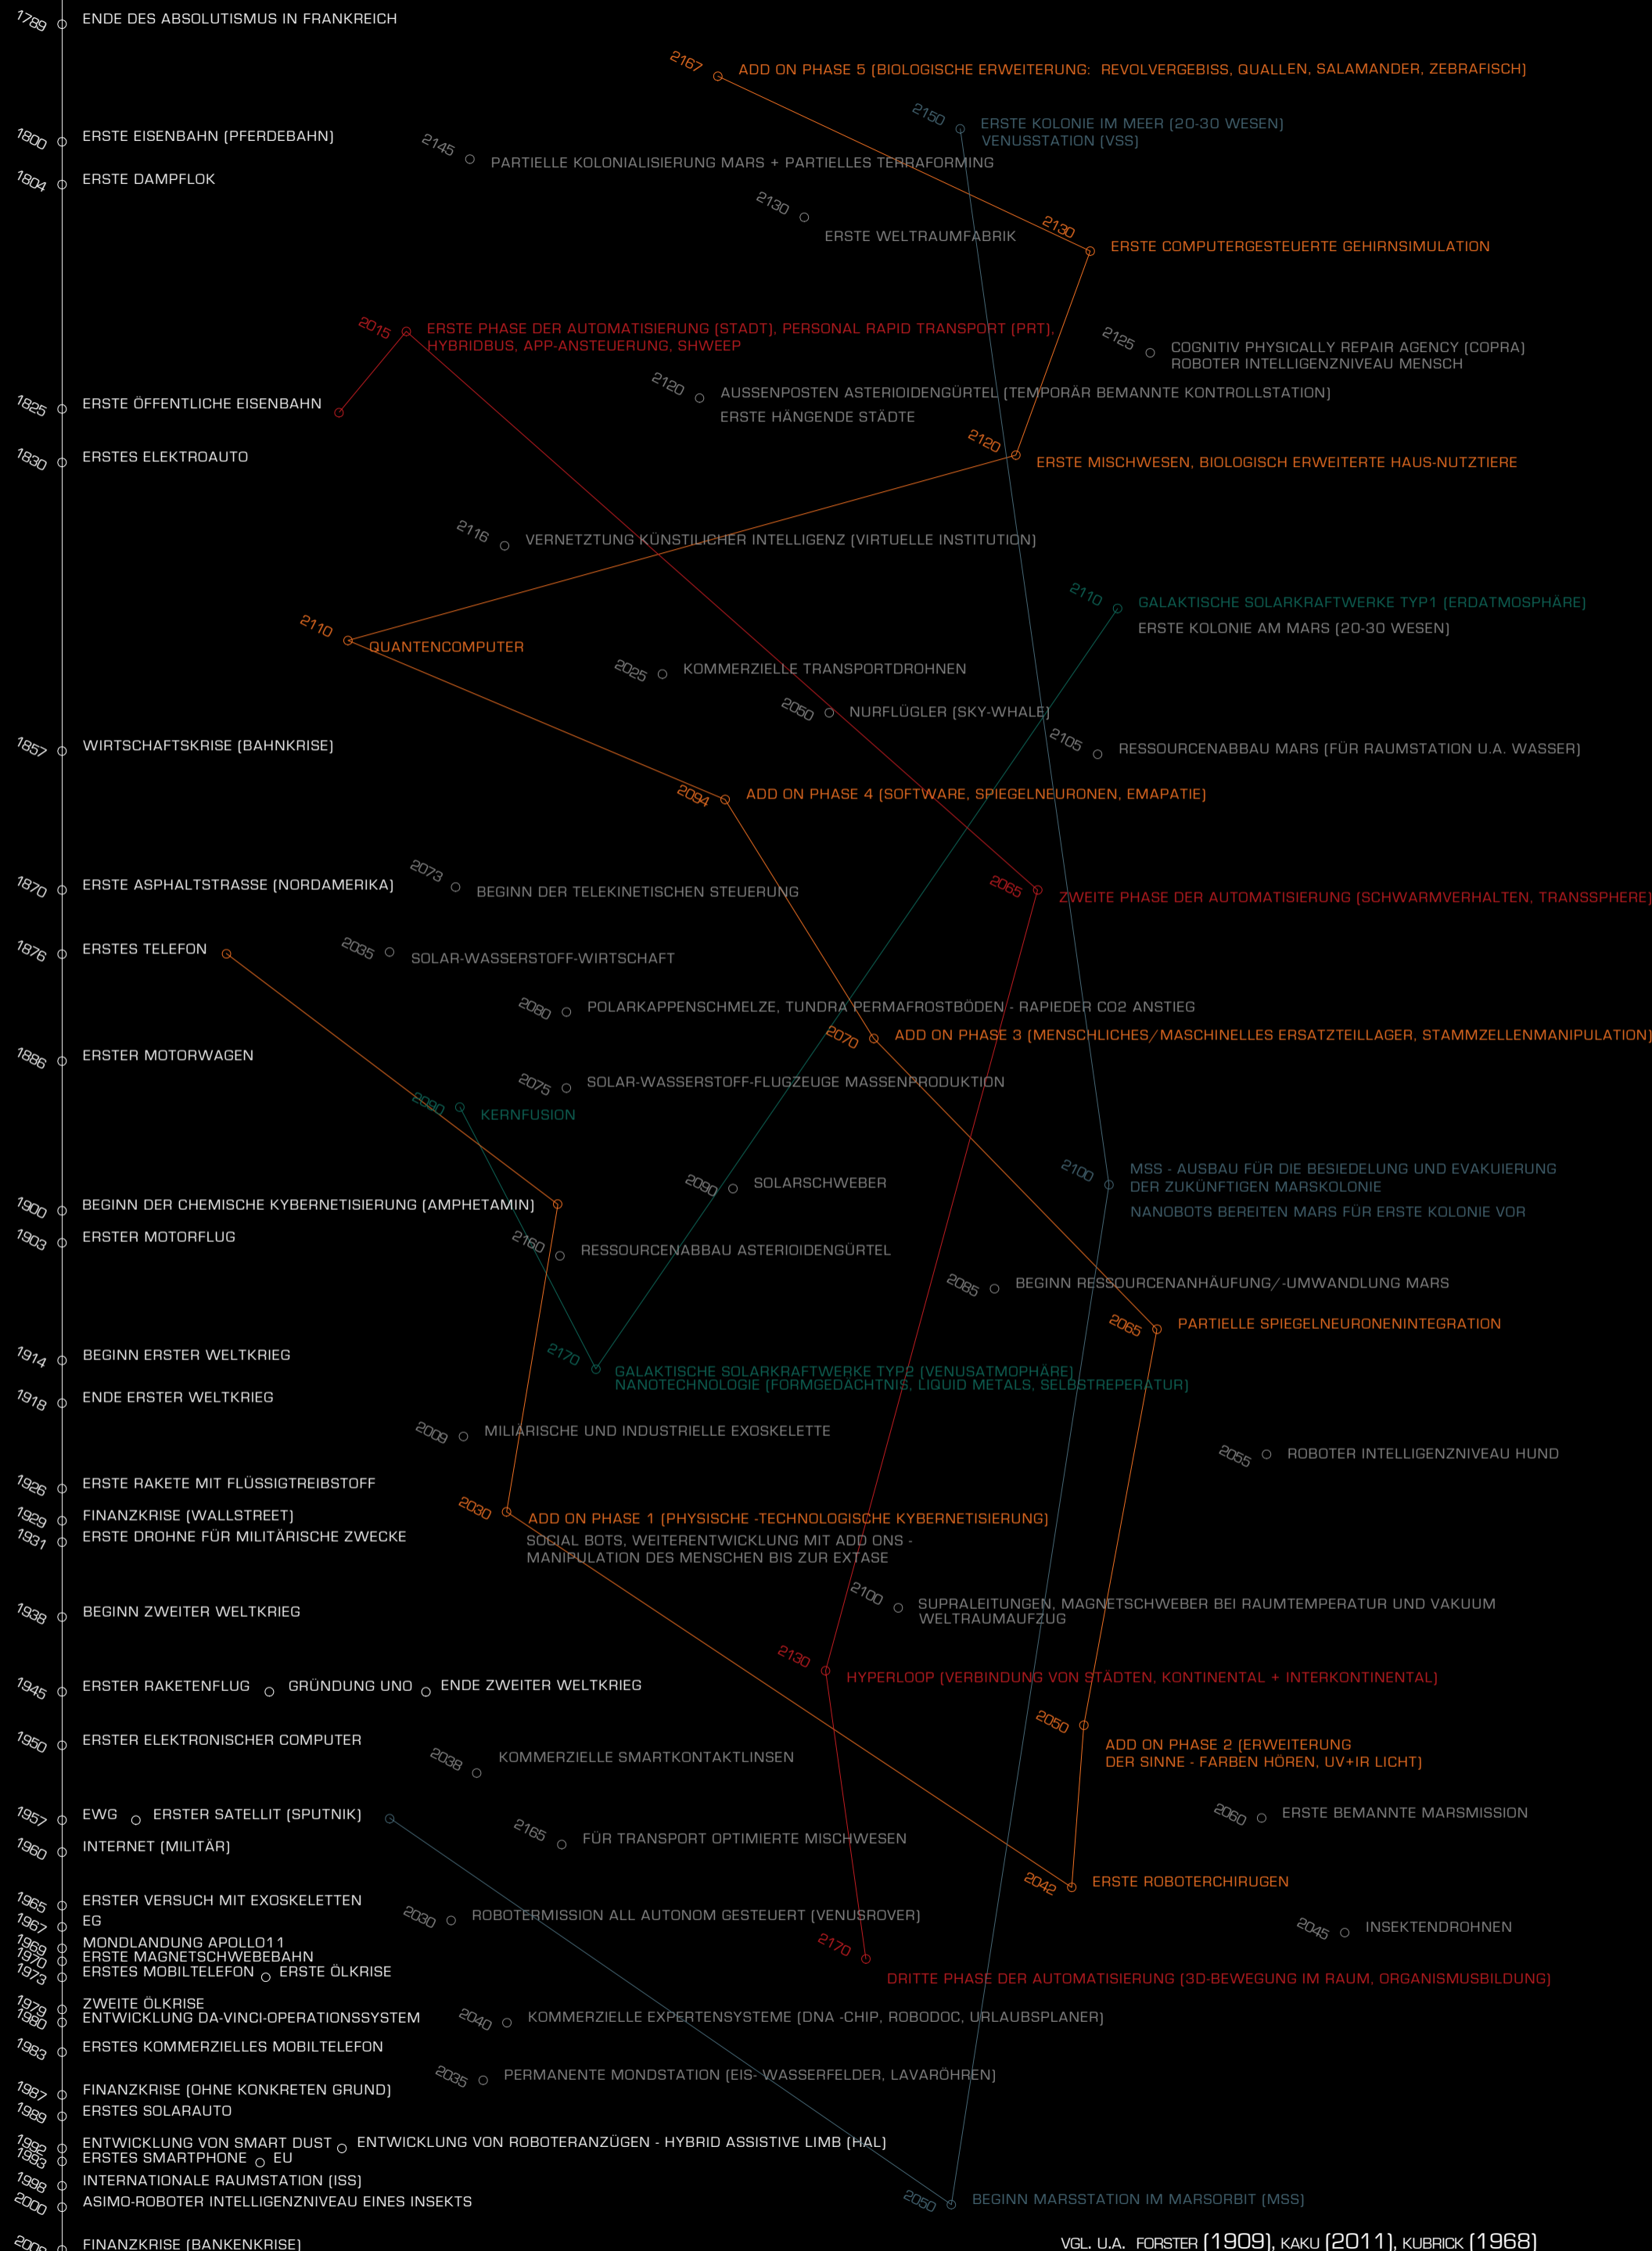 1789 ENDE DES ABSOLUTISMUS IN FRANKREICH
2167 ADD ON PHASE 5 (BIOLOGISCHE ERWEITERUNG: REVOLVERGEBISS, QUALLEN, SALAMANDER, ZEBRAFISCH)
2150 ERSTE KOLONIE IM MEER (20-30 WESEN)
VENUSSTATION (VSS)
1800 ERSTE EISENBAHN (PFERDEBAHN)
2145 PARTIELLE KOLONIALISIERUNG MARS + PARTIELLES TERRAFORMING
1804 ERSTE DAMPFLOK
2130 ERSTE WELTRAUMFABRIK
2130 ERSTE COMPUTERGESTEUERTE GEHIRNSIMULATION
2015 ERSTE PHASE DER AUTOMATISIERUNG (STADT), PERSONAL RAPID TRANSPORT (PRT),
HYBRIDBUS, APP-ANSTEUERUNG, SHWEEP
2125 COGNITIV PHYSICALLY REPAIR AGENCY (COPRA)
ROBOTER INTELLIGENZNIVEAU MENSCH
2120 AUSSENPOSTEN ASTERIOIDENGÜRTEL (TEMPORÄR BEMANNTE KONTROLLSTATION)
ERSTE HÄNGENDE STÄDTE
1825 ERSTE ÖFFENTLICHE EISENBAHN
1830 ERSTES ELEKTROAUTO
2120 ERSTE MISCHWESEN, BIOLOGISCH ERWEITERTE HAUS-NUTZTIERE
2116 VERNETZTUNG KÜNSTILICHER INTELLIGENZ (VIRTUELLE INSTITUTION)
2110 GALAKTISCHE SOLARKRAFTWERKE TYP1 (ERDATMOSPHÄRE)
ERSTE KOLONIE AM MARS (20-30 WESEN)
2110 QUANTENCOMPUTER
2025 KOMMERZIELLE TRANSPORTDROHNEN
2050 NURFLÜGLER (SKY-WHALE)
1857 WIRTSCHAFTSKRISE (BAHNKRISE)
2105 RESSOURCENABBAU MARS (FÜR RAUMSTATION U.A. WASSER)
2094 ADD ON PHASE 4 (SOFTWARE, SPIEGELNEURONEN, EMAPATIE)
1870 ERSTE ASPHALTSTRASSE (NORDAMERIKA)
2073 BEGINN DER TELEKINETISCHEN STEUERUNG
2065 ZWEITE PHASE DER AUTOMATISIERUNG (SCHWARMVERHALTEN, TRANSSPHERE)
1876 ERSTES TELEFON
2035 SOLAR-WASSERSTOFF-WIRTSCHAFT
2080 POLARKAPPENSCHMELZE, TUNDRA PERMAFROSTBÖDEN - RAPIEDER CO2 ANSTIEG
2070 ADD ON PHASE 3 (MENSCHLICHES/MASCHINELLES ERSATZTEILLAGER, STAMMZELLENMANIPULATION)
1886 ERSTER MOTORWAGEN
2075 SOLAR-WASSERSTOFF-FLUGZEUGE MASSENPRODUKTION
2090 KERNFUSION
2100 MSS - AUSBAU FÜR DIE BESIEDELUNG UND EVAKUIERUNG
DER ZUKÜNFTIGEN MARSKOLONIE
NANOBOTS BEREITEN MARS FÜR ERSTE KOLONIE VOR
2090 SOLARSCHWEBER
1900 BEGINN DER CHEMISCHE KYBERNETISIERUNG (AMPHETAMIN)
1903 ERSTER MOTORFLUG
2160 RESSOURCENABBAU ASTERIOIDENGÜRTEL
2085 BEGINN RESSOURCENANHÄUFUNG/-UMWANDLUNG MARS
2065 PARTIELLE SPIEGELNEURONENINTEGRATION
1914 BEGINN ERSTER WELTKRIEG
2170 GALAKTISCHE SOLARKRAFTWERKE TYP2 (VENUSATMOPHÄRE)
NANOTECHNOLOGIE (FORMGEDÄCHTNIS, LIQUID METALS, SELBSTREPERATUR)
1918 ENDE ERSTER WELTKRIEG
2009 MILIÄRISCHE UND INDUSTRIELLE EXOSKELETTE
2055 ROBOTER INTELLIGENZNIVEAU HUND
1926 ERSTE RAKETE MIT FLÜSSIGTREIBSTOFF
1929 FINANZKRISE (WALLSTREET)
2030 ADD ON PHASE 1 (PHYSISCHE -TECHNOLOGISCHE KYBERNETISIERUNG)
1931 ERSTE DROHNE FÜR MILITÄRISCHE ZWECKE
SOCIAL BOTS, WEITERENTWICKLUNG MIT ADD ONS -
MANIPULATION DES MENSCHEN BIS ZUR EXTASE
2100 SUPRALEITUNGEN, MAGNETSCHWEBER BEI RAUMTEMPERATUR UND VAKUUM
WELTRAUMAUFZUG
1938 BEGINN ZWEITER WELTKRIEG
2130 HYPERLOOP (VERBINDUNG VON STÄDTEN, KONTINENTAL + INTERKONTINENTAL)
1945 ERSTER RAKETENFLUG GRÜNDUNG UNO ENDE ZWEITER WELTKRIEG
2050 ADD ON PHASE 2 (ERWEITERUNG
DER SINNE - FARBEN HÖREN, UV+IR LICHT)
1950 ERSTER ELEKTRONISCHER COMPUTER
2038 KOMMERZIELLE SMARTKONTAKTLINSEN
1957 EWG ERSTER SATELLIT (SPUTNIK)
2060 ERSTE BEMANNTE MARSMISSION
2165 FÜR TRANSPORT OPTIMIERTE MISCHWESEN
1960 INTERNET (MILITÄR)
2042 ERSTE ROBOTERCHIRUGEN
1965 ERSTER VERSUCH MIT EXOSKELETTEN
2030 ROBOTERMISSION ALL AUTONOM GESTEUERT (VENUSROVER)
1967 EG
2045 INSEKTENDROHNEN
1969 MONDLANDUNG APOLLO11
1970 ERSTE MAGNETSCHWEBEBAHN
1973 ERSTES MOBILTELEFON ERSTE ÖLKRISE
2170 DRITTE PHASE DER AUTOMATISIERUNG (3D-BEWEGUNG IM RAUM, ORGANISMUSBILDUNG)
1979 ZWEITE ÖLKRISE
1980 ENTWICKLUNG DA-VINCI-OPERATIONSSYSTEM
2040 KOMMERZIELLE EXPERTENSYSTEME (DNA -CHIP, ROBODOC, URLAUBSPLANER)
1983 ERSTES KOMMERZIELLES MOBILTELEFON
2035 PERMANENTE MONDSTATION (EIS- WASSERFELDER, LAVARÖHREN)
1987 FINANZKRISE (OHNE KONKRETEN GRUND)
1989 ERSTES SOLARAUTO
1992 ENTWICKLUNG VON SMART DUST ENTWICKLUNG VON ROBOTERANZÜGEN - HYBRID ASSISTIVE LIMB (HAL)
1993 ERSTES SMARTPHONE EU
1998 INTERNATIONALE RAUMSTATION (ISS)
2000 ASIMO-ROBOTER INTELLIGENZNIVEAU EINES INSEKTS
2050 BEGINN MARSSTATION IM MARSORBIT (MSS)
FINANZKRISE (BANKENKRISE)
VGL. U.A. FORSTER (1909), KAKU (2011), KUBRICK (1968)